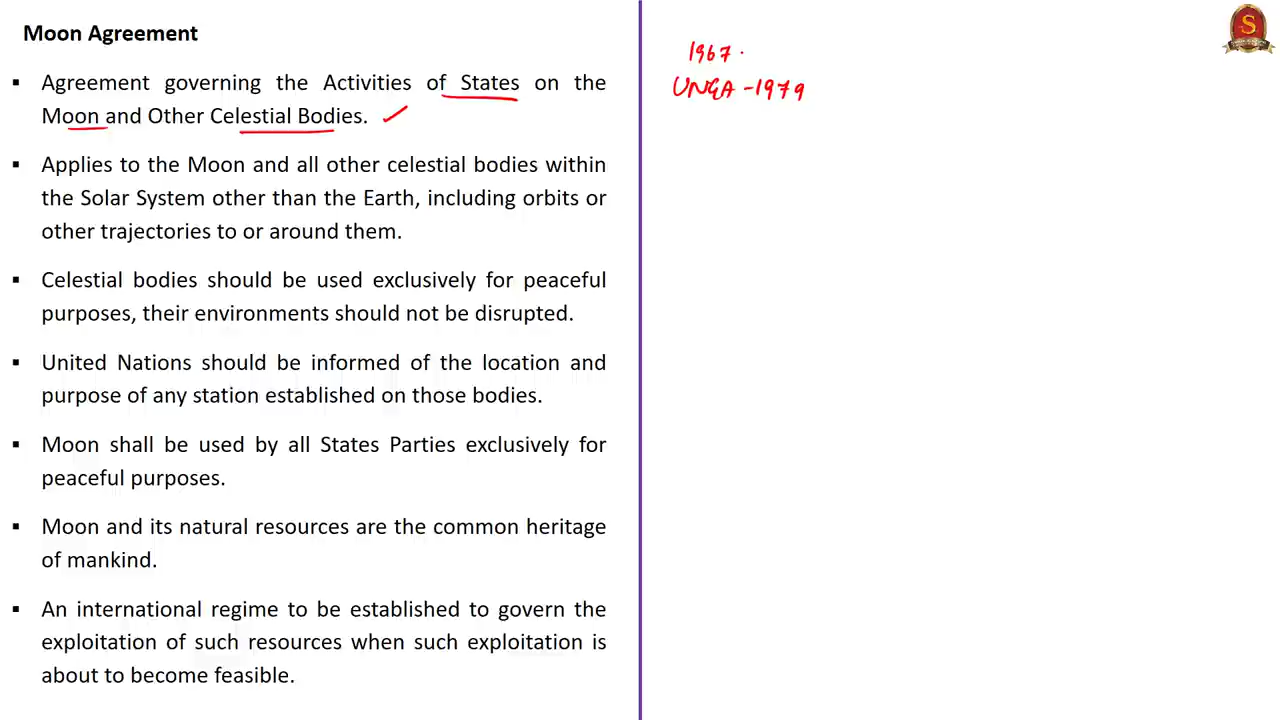 Moon Agreement
▪ Agreement governing the Activities of States on the
Moon and Other Celestial Bodies.
▪ Applies to the Moon and all other celestial bodies within
the Solar System other than the Earth, including orbits or
other trajectories to or around them.
▪ Celestial bodies should be used exclusively for peaceful
purposes, their environments should not be disrupted.
▪ United Nations should be informed of the location and
purpose of any station established on those bodies.
▪ Moon shall be used by all States Parties exclusively for
peaceful purposes.
▪ Moon and its natural resources are the common heritage
of mankind.
▪ An international regime to be established to govern the
exploitation of such resources when such exploitation is
about to become feasible.
1967
UNGA -1979
S